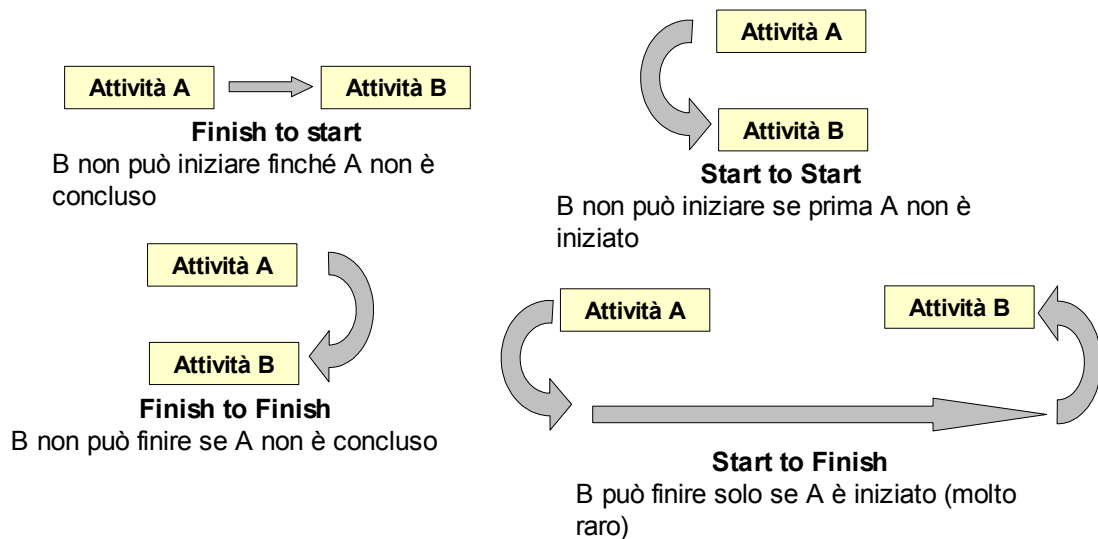 Attività A
Attività B
Finish to start
B non può iniziare finché A non è
concluso
Attività A
Attività B
Start to Start
B non può iniziare se prima A non è
iniziato
Attività A
Attività B
Finish to Finish
B non può finire se A non è concluso
Attività A
Attività B
Start to Finish
B può finire solo se A è iniziato (molto
raro)